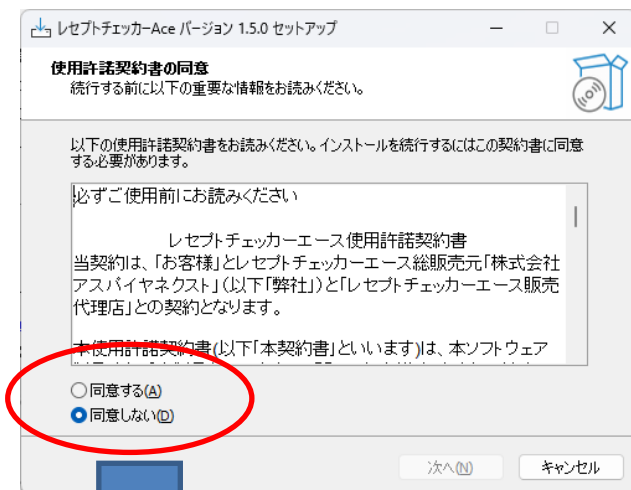 レセプトチェッカーAce バージョン 1.5.0 セットアップ
使用許諾契約書の同意
続行する前に以下の重要な情報をお読みください。
以下の使用許諾契約書をお読みください。インストールを続行するにはこの契約書に同意
する必要があります。
必ずご使用前にお読みください
レセプトチェッカーエース使用許諾契約書
当契約は、「お客様」とレセプトチェッカーエース総販売元「株式会社
アスパイヤネクスト」（以下「弊社」）と「レセプトチェッカーエース販売
代理店」との契約となります。
本使用許諾契約書(以下「本契約書」といいます)は、本ソフトウェア
同意する(A)
同意しない(D)
次へ(N)
キャンセル